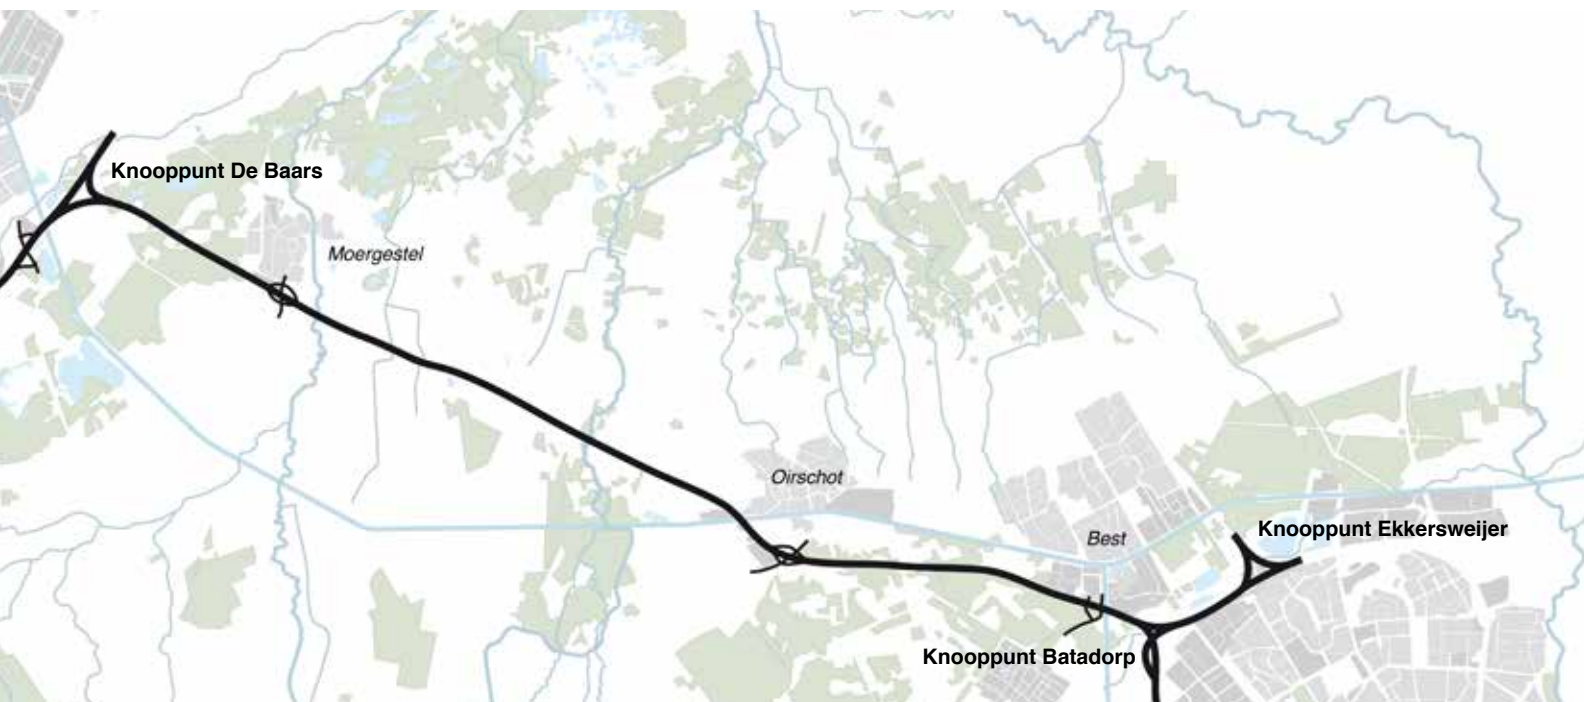 Knooppunt De Baars
Moergestel
Oirschot
Best
Knooppunt Ekkersweijer
Knooppunt Batadorp